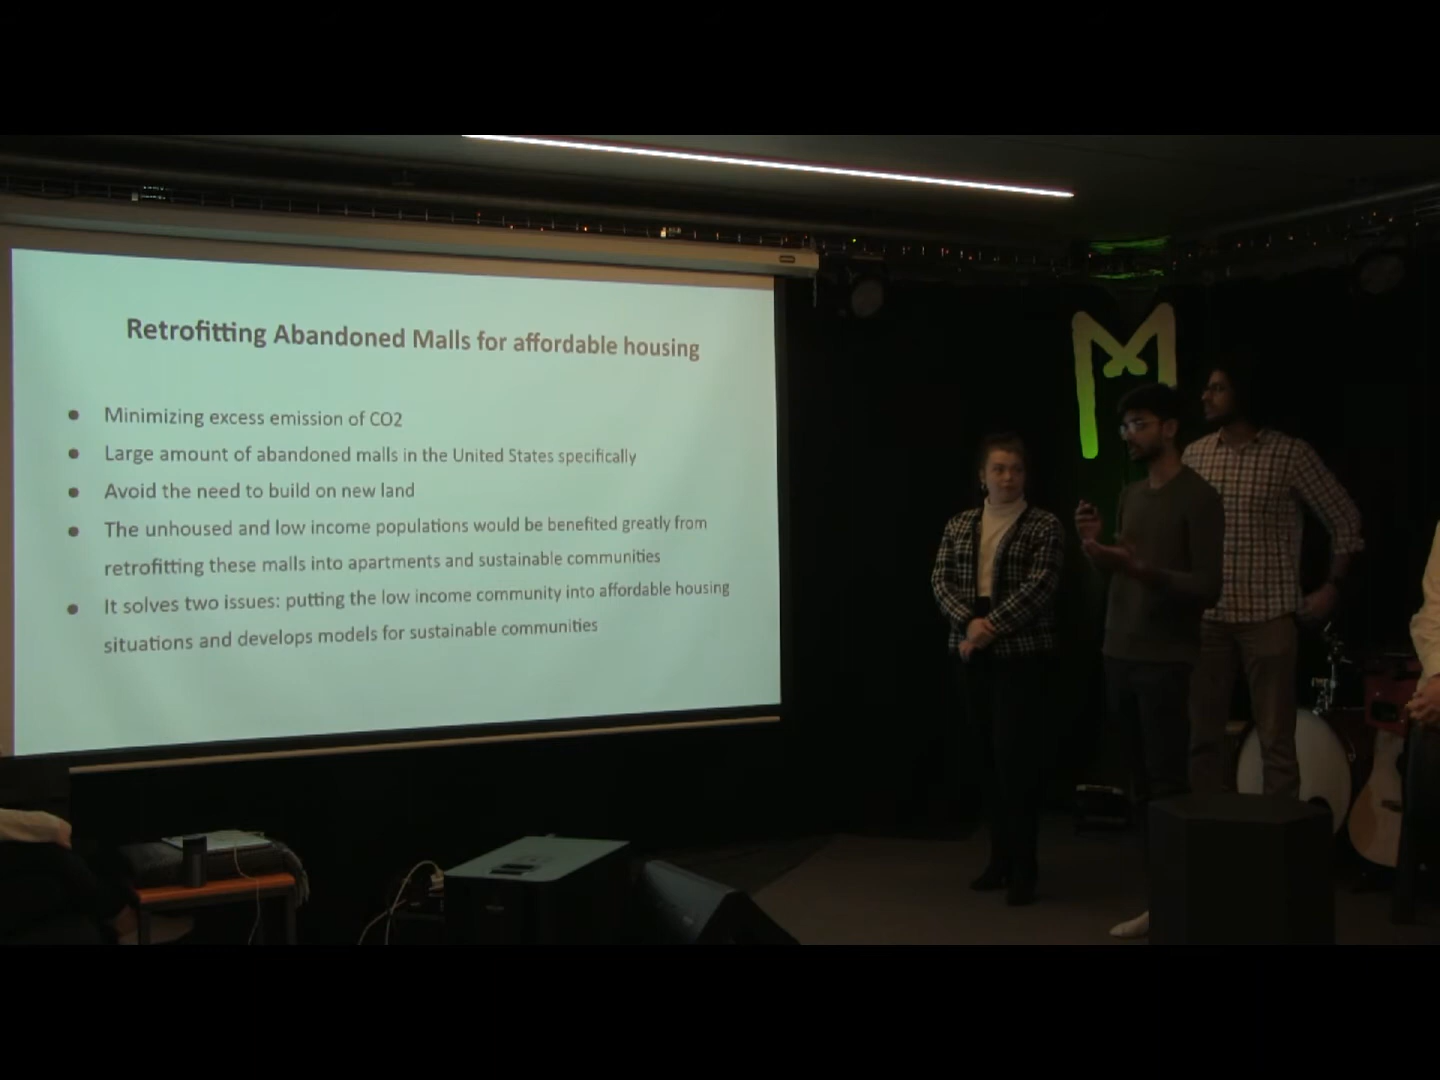 Retrofitting Abandoned Malls for affordable housing
● Minimizing excess emission of CO2
● Large amount of abandoned malls in the United States specifically
● Avoid the need to build on new land
● The unhoused and low income populations would be benefited greatly from
retrofitting these malls into apartments and sustainable communities
● It solves two issues: putting the low income community into affordable housing
situations and develops models for sustainable communities